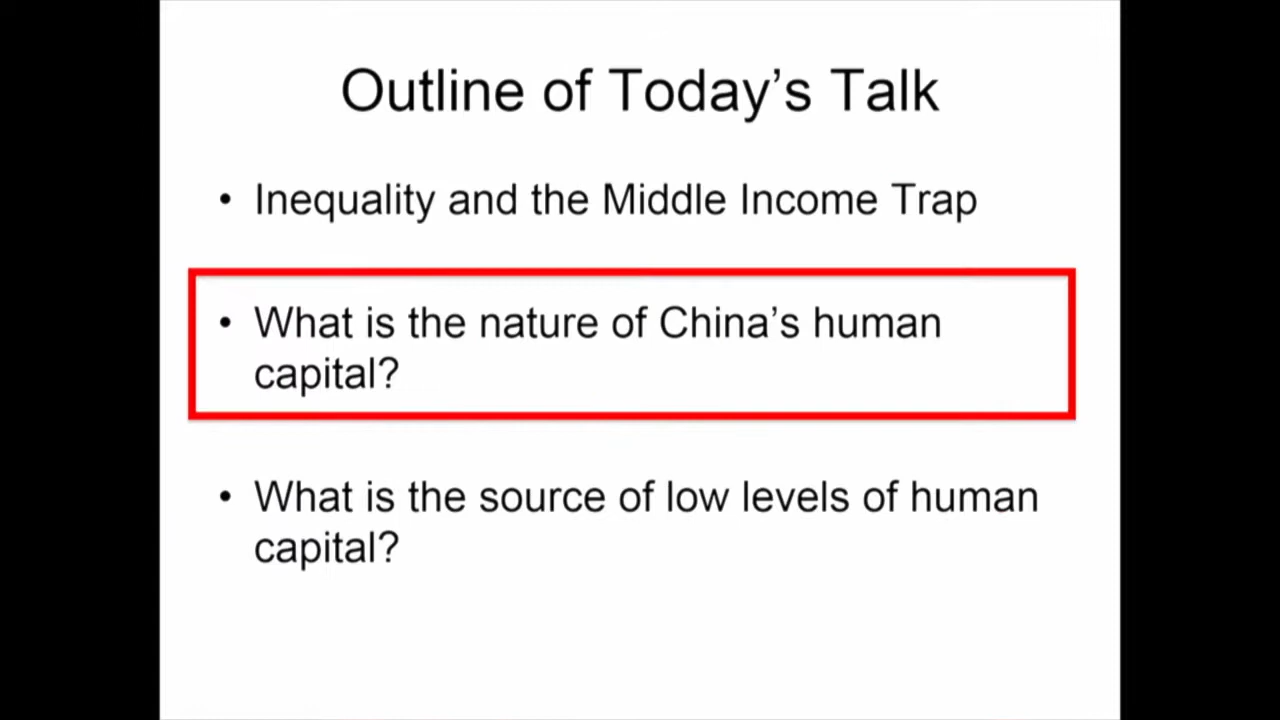 Outline of Today’s Talk
• Inequality and the Middle Income Trap
• What is the nature of China’s human
capital?
• What is the source of low levels of human
capital?